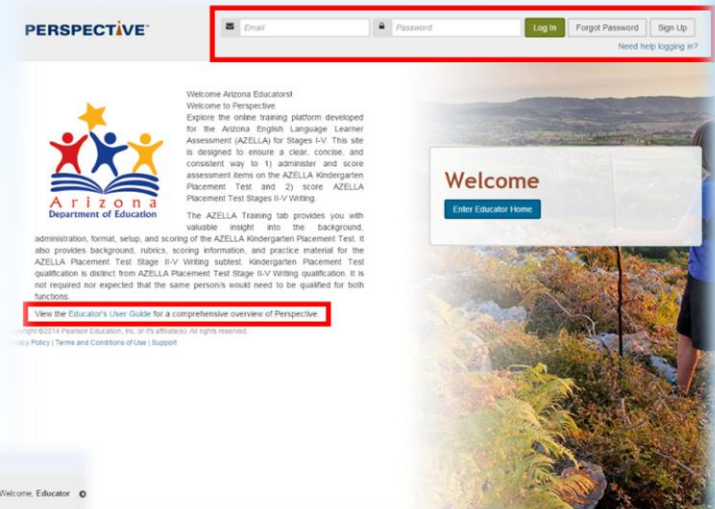 PERSPECTiVE™
Email
Password
Log In
Forgot Password
Sign Up
Need help logging in?
Welcome Arizona Educators!
Welcome to Perspective.
Explore the online training platform developed
for the Arizona English Language Learner
Assessment (AZELLA) for Stages I-V. This site
is designed to ensure a clear, concise, and
consistent way to 1) administer and score
assessment items on the AZELLA Kindergarten
Placement Test and 2) score AZELLA
Placement Test Stages II-V Writing.
Arizona
Department of Education
The AZELLA Training tab provides you with
valuable insight into the background,
administration, format, setup, and scoring of the AZELLA Kindergarten Placement Test. It
also provides background, rubrics, scoring information, and practice material for the
AZELLA Placement Test Stage II-V Writing subtest. Kindergarten Placement Test
qualification is distinct from AZELLA Placement Test Stage II-V Writing qualification. It is
not required nor expected that the same person/s would need to be qualified for both
functions.
View the Educator's User Guide for a comprehensive overview of Perspective.
©2014 Pearson Education, Inc. or it's affiliate(s). All rights reserved.
Policy | Terms and Conditions of Use | Support
Welcome
Enter Educator Home
Welcome, Educator